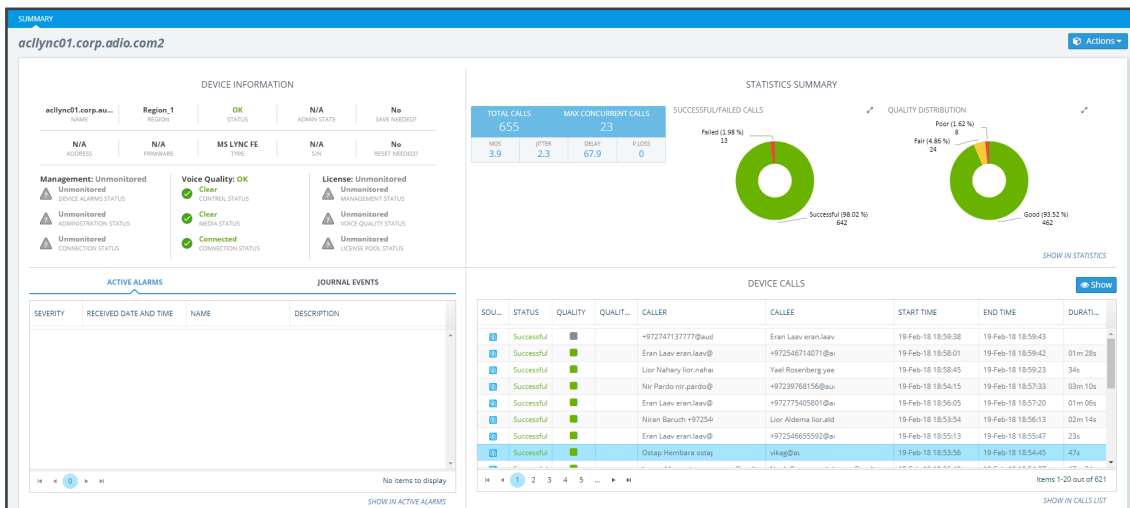 SUMMARY
acllync01.corp.adio.com2
Actions
DEVICE INFORMATION
acllync01.corp.au... Region_1 OK N/A No
NAME REGION STATUS ADMIN STATE SAVE NEEDED?
N/A N/A MS LYNC FE N/A No
ADDRESS FIRMWARE TYPE S/N RESET NEEDED?
Management: Unmonitored Voice Quality: OK License: Unmonitored
Unmonitored Clear Unmonitored
DEVICE ALARMS STATUS CONTROL STATUS MANAGEMENT STATUS
Unmonitored Clear Unmonitored
ADMINISTRATION STATUS MEDIA STATUS VOICE QUALITY STATUS
Unmonitored Connected Unmonitored
CONNECTION STATUS CONNECTION STATUS LICENSE POOL STATUS
STATISTICS SUMMARY
TOTAL CALLS MAX CONCURRENT CALLS
655 23
MOS JITTER DELAY P.LOSS
3.9 2.3 67.9 0
SUCCESSFUL/FAILED CALLS
Failed (1.98 %)
13
Successful (98.02 %)
642
QUALITY DISTRIBUTION
Poor (1.62 %)
8
Fair (4.86 %)
24
Good (93.52 %)
462
SHOW IN STATISTICS
ACTIVE ALARMS JOURNAL EVENTS
SEVERITY RECEIVED DATE AND TIME NAME DESCRIPTION
0 No items to display
SHOW IN ACTIVE ALARMS
DEVICE CALLS
Show
SOU... STATUS QUALITY QUALIT... CALLER CALLEE START TIME END TIME DURATI...
Successful +972747137777@aud Eran Laav eran.laav 19-Feb-18 18:59:38 19-Feb-18 18:59:43
Successful Eran Laav eran.laav@ +972546714071@a 19-Feb-18 18:58:01 19-Feb-18 18:59:42 01m 28s
Successful Lior Nahary lior.nahar Yael Rosenberg yae 19-Feb-18 18:58:45 19-Feb-18 18:59:23 34s
Successful Nir Pardo nir.pardo@ +97239768156@au 19-Feb-18 18:54:15 19-Feb-18 18:57:33 03m 10s
Successful Eran Laav eran.laav@ +972775405801@a 19-Feb-18 18:56:05 19-Feb-18 18:57:20 01m 06s
Successful Niran Baruch +97254 Lior Aldema lior.ald 19-Feb-18 18:53:54 19-Feb-18 18:56:13 02m 14s
Successful Eran Laav eran.laav@ +972546655592@a 19-Feb-18 18:55:13 19-Feb-18 18:55:47 23s
Successful Ostap Hembara ostap vikag@a 19-Feb-18 18:53:56 19-Feb-18 18:54:45 47s
1 2 3 4 5 ... Items 1-20 out of 621
SHOW IN CALLS LIST